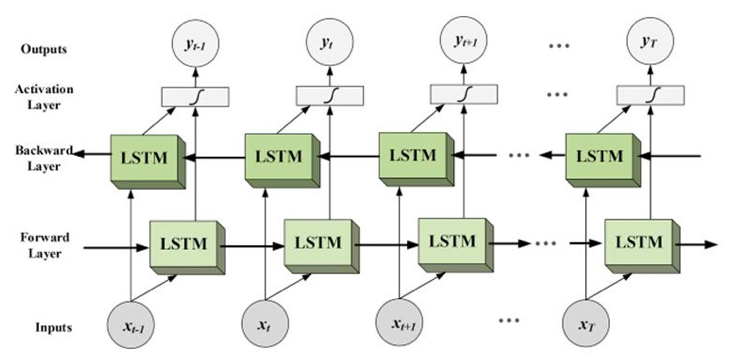 Outputs y_{t-1} y_t y_{t+1} ... y_T
Activation
Layer ∫ ∫ ∫ ... ∫
Backward
Layer LSTM LSTM LSTM ... LSTM
Forward
Layer LSTM LSTM LSTM ... LSTM
Inputs x_{t-1} x_t x_{t+1} ... x_T